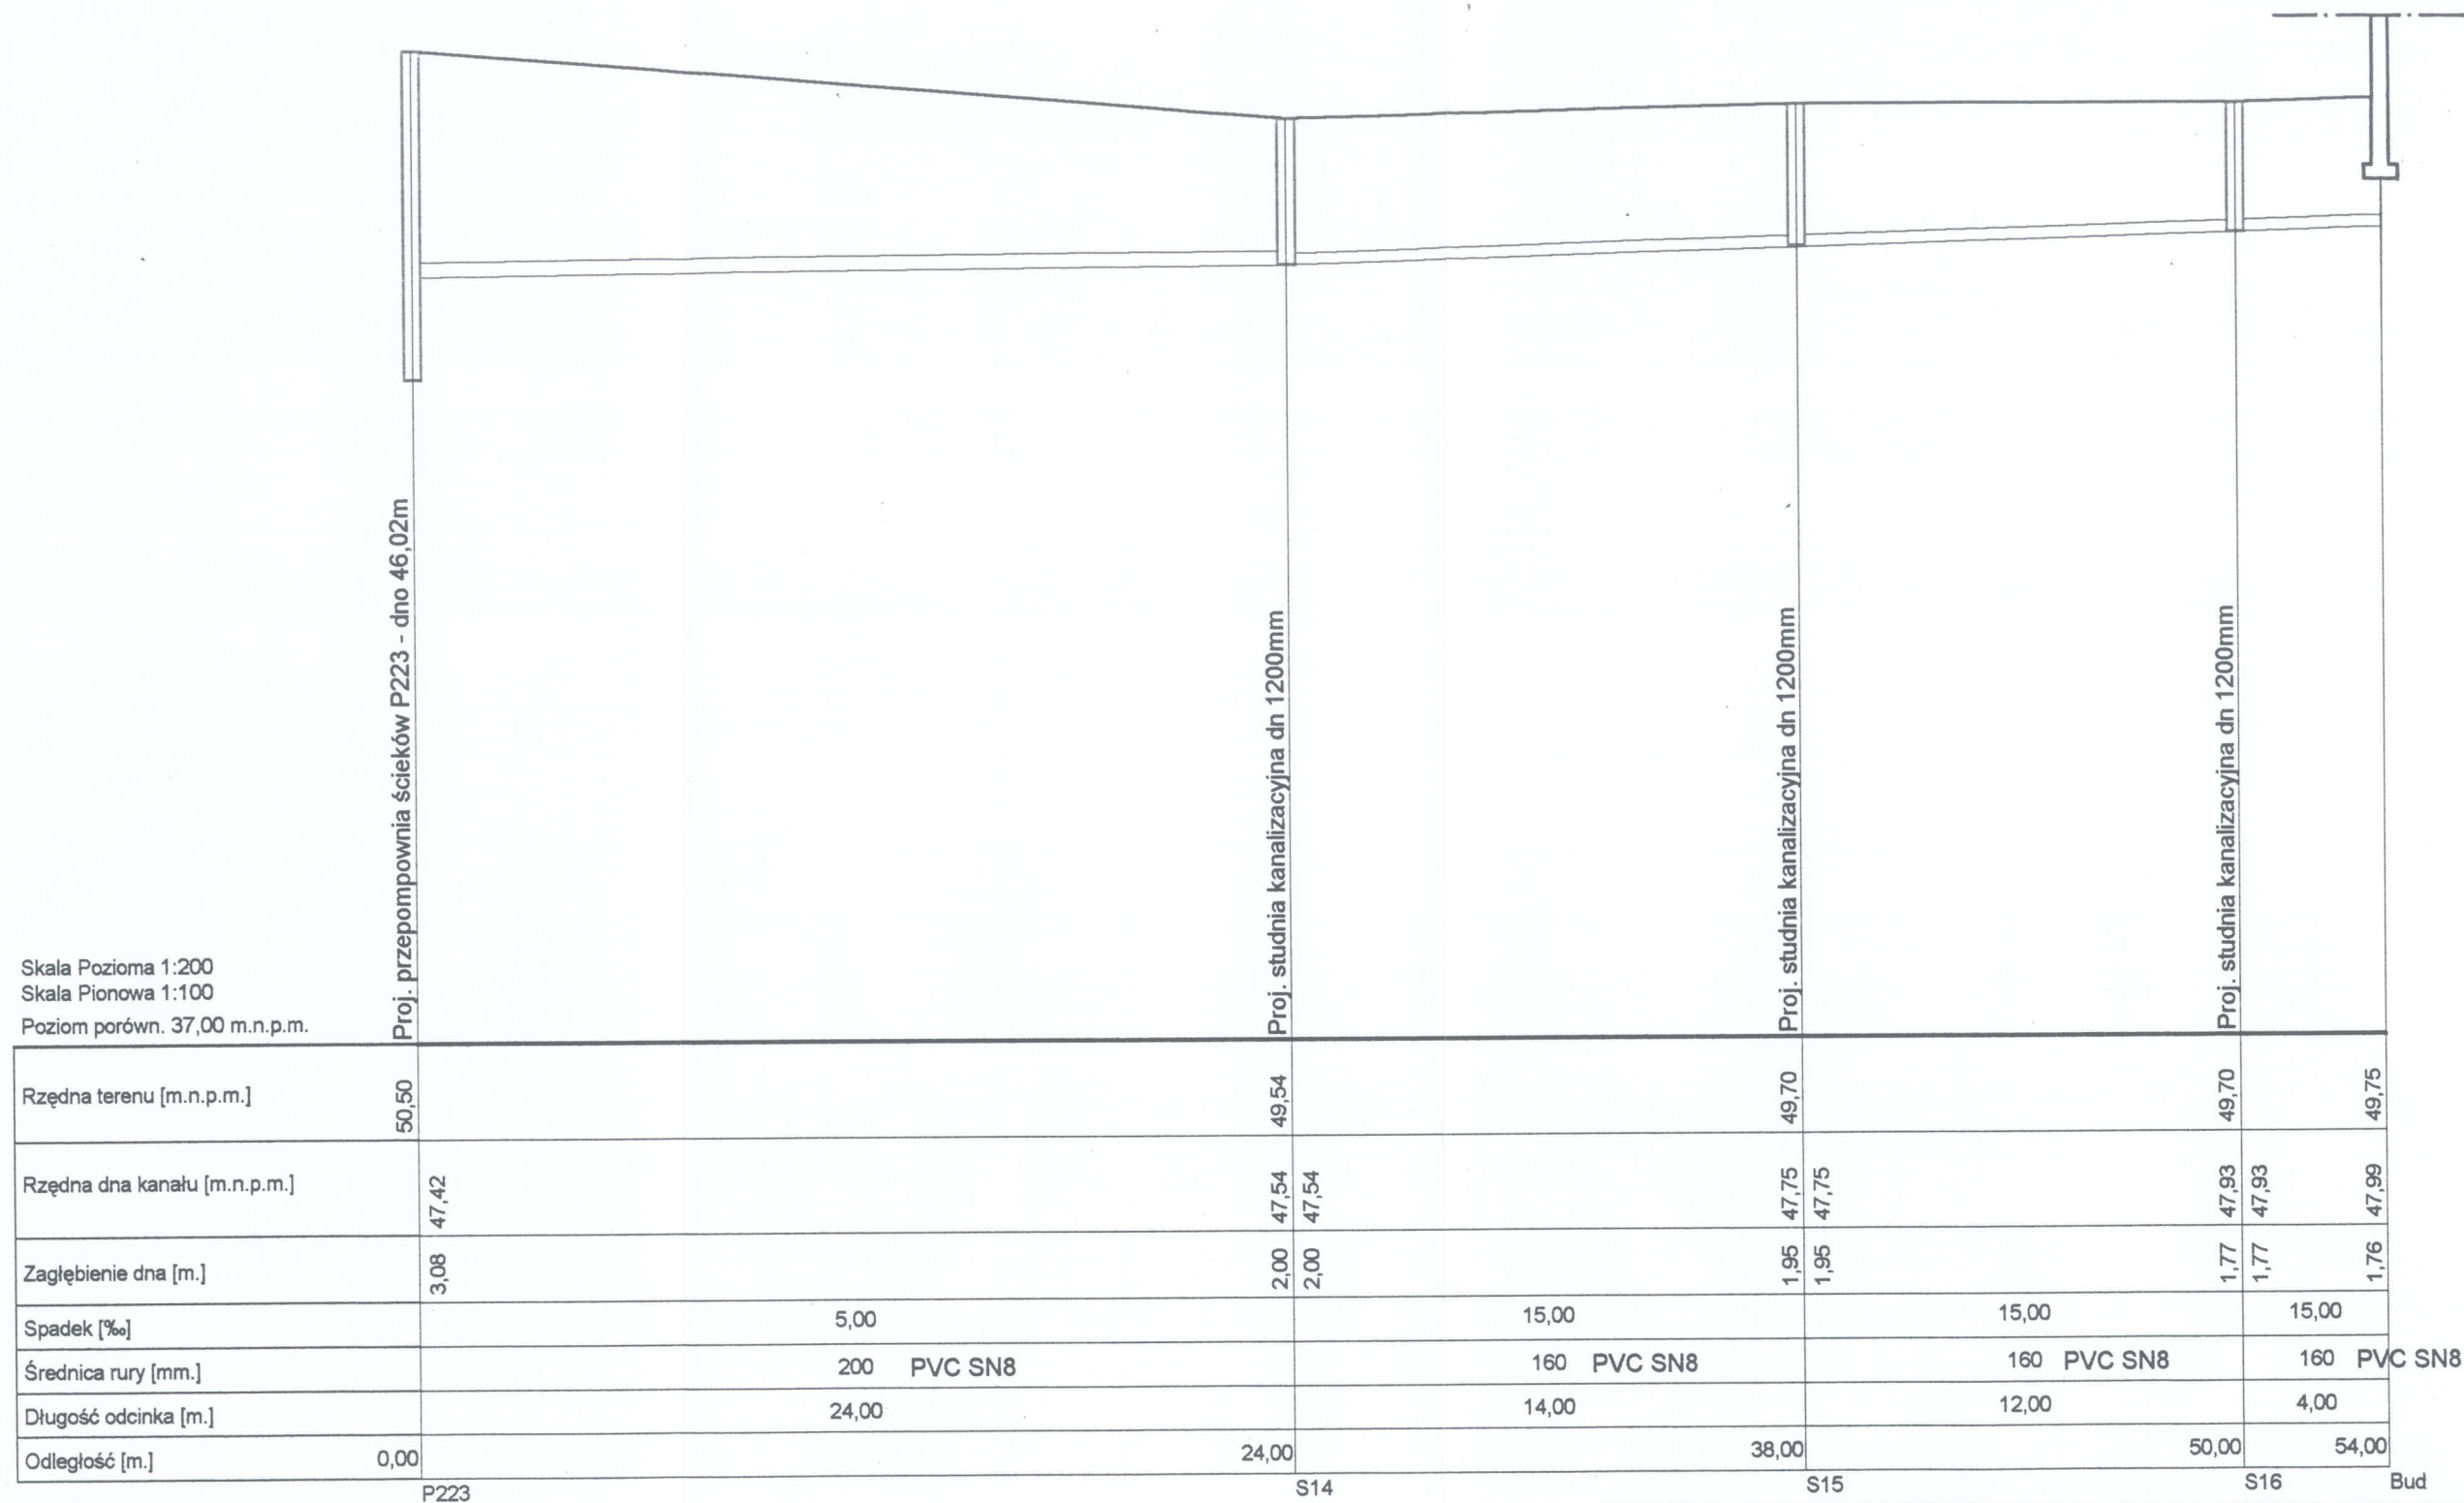 Proj. przepompownia ścieków P223 - dno 46,02m
Proj. studnia kanalizacyjna dn 1200mm
Proj. studnia kanalizacyjna dn 1200mm
Proj. studnia kanalizacyjna dn 1200mm
Skala Pozioma 1:200
Skala Pionowa 1:100
Poziom porówn. 37,00 m.n.p.m.
Rzędna terenu [m.n.p.m.] 50,50 49,54 49,70 49,70 49,75
Rzędna dna kanału [m.n.p.m.] 47,42 47,54 47,54 47,75 47,75 47,93 47,93 47,99
Zagłębienie dna [m.] 3,08 2,00 2,00 1,95 1,95 1,77 1,77 1,76
Spadek [‰] 5,00 15,00 15,00 15,00
Średnica rury [mm.] 200 PVC SN8 160 PVC SN8 160 PVC SN8 160 PVC SN8
Długość odcinka [m.] 24,00 14,00 12,00 4,00
Odległość [m.] 0,00 24,00 38,00 50,00 54,00
P223 S14 S15 S16 Bud